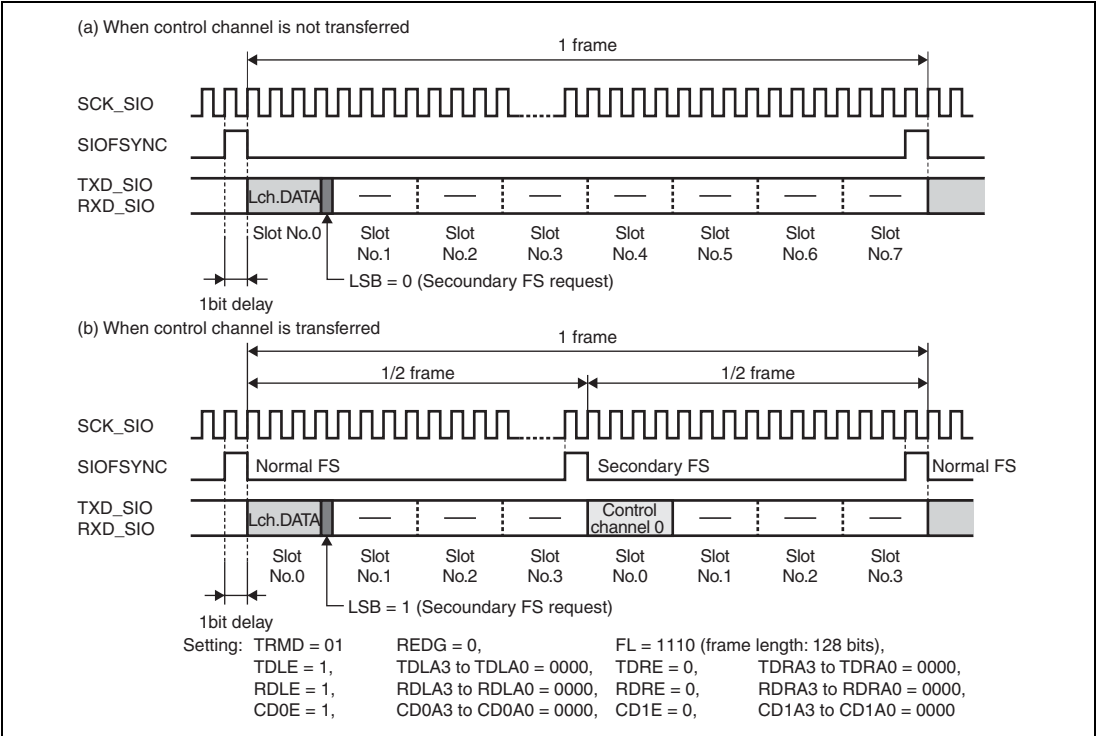 (a) When control channel is not transferred
1 frame
SCK_SIO
SIOFSYNC
TXD_SIO
RXD_SIO
Lch.DATA
Slot No.0
Slot No.1
Slot No.2
Slot No.3
Slot No.4
Slot No.5
Slot No.6
Slot No.7
LSB = 0 (Secoundary FS request)
1bit delay
(b) When control channel is transferred
1 frame
1/2 frame 1/2 frame
SCK_SIO
SIOFSYNC
Normal FS Secondary FS Normal FS
TXD_SIO
RXD_SIO
Lch.DATA
Control channel 0
Slot No.0
Slot No.1
Slot No.2
Slot No.3
Slot No.0
Slot No.1
Slot No.2
Slot No.3
LSB = 1 (Secoundary FS request)
1bit delay
Setting: TRMD = 01 REDG = 0, FL = 1110 (frame length: 128 bits),
TDLE = 1, TDLA3 to TDLA0 = 0000, TDRE = 0, TDRA3 to TDRA0 = 0000,
RDLE = 1, RDLA3 to RDLA0 = 0000, RDRE = 0, RDRA3 to RDRA0 = 0000,
CD0E = 1, CD0A3 to CD0A0 = 0000, CD1E = 0, CD1A3 to CD1A0 = 0000